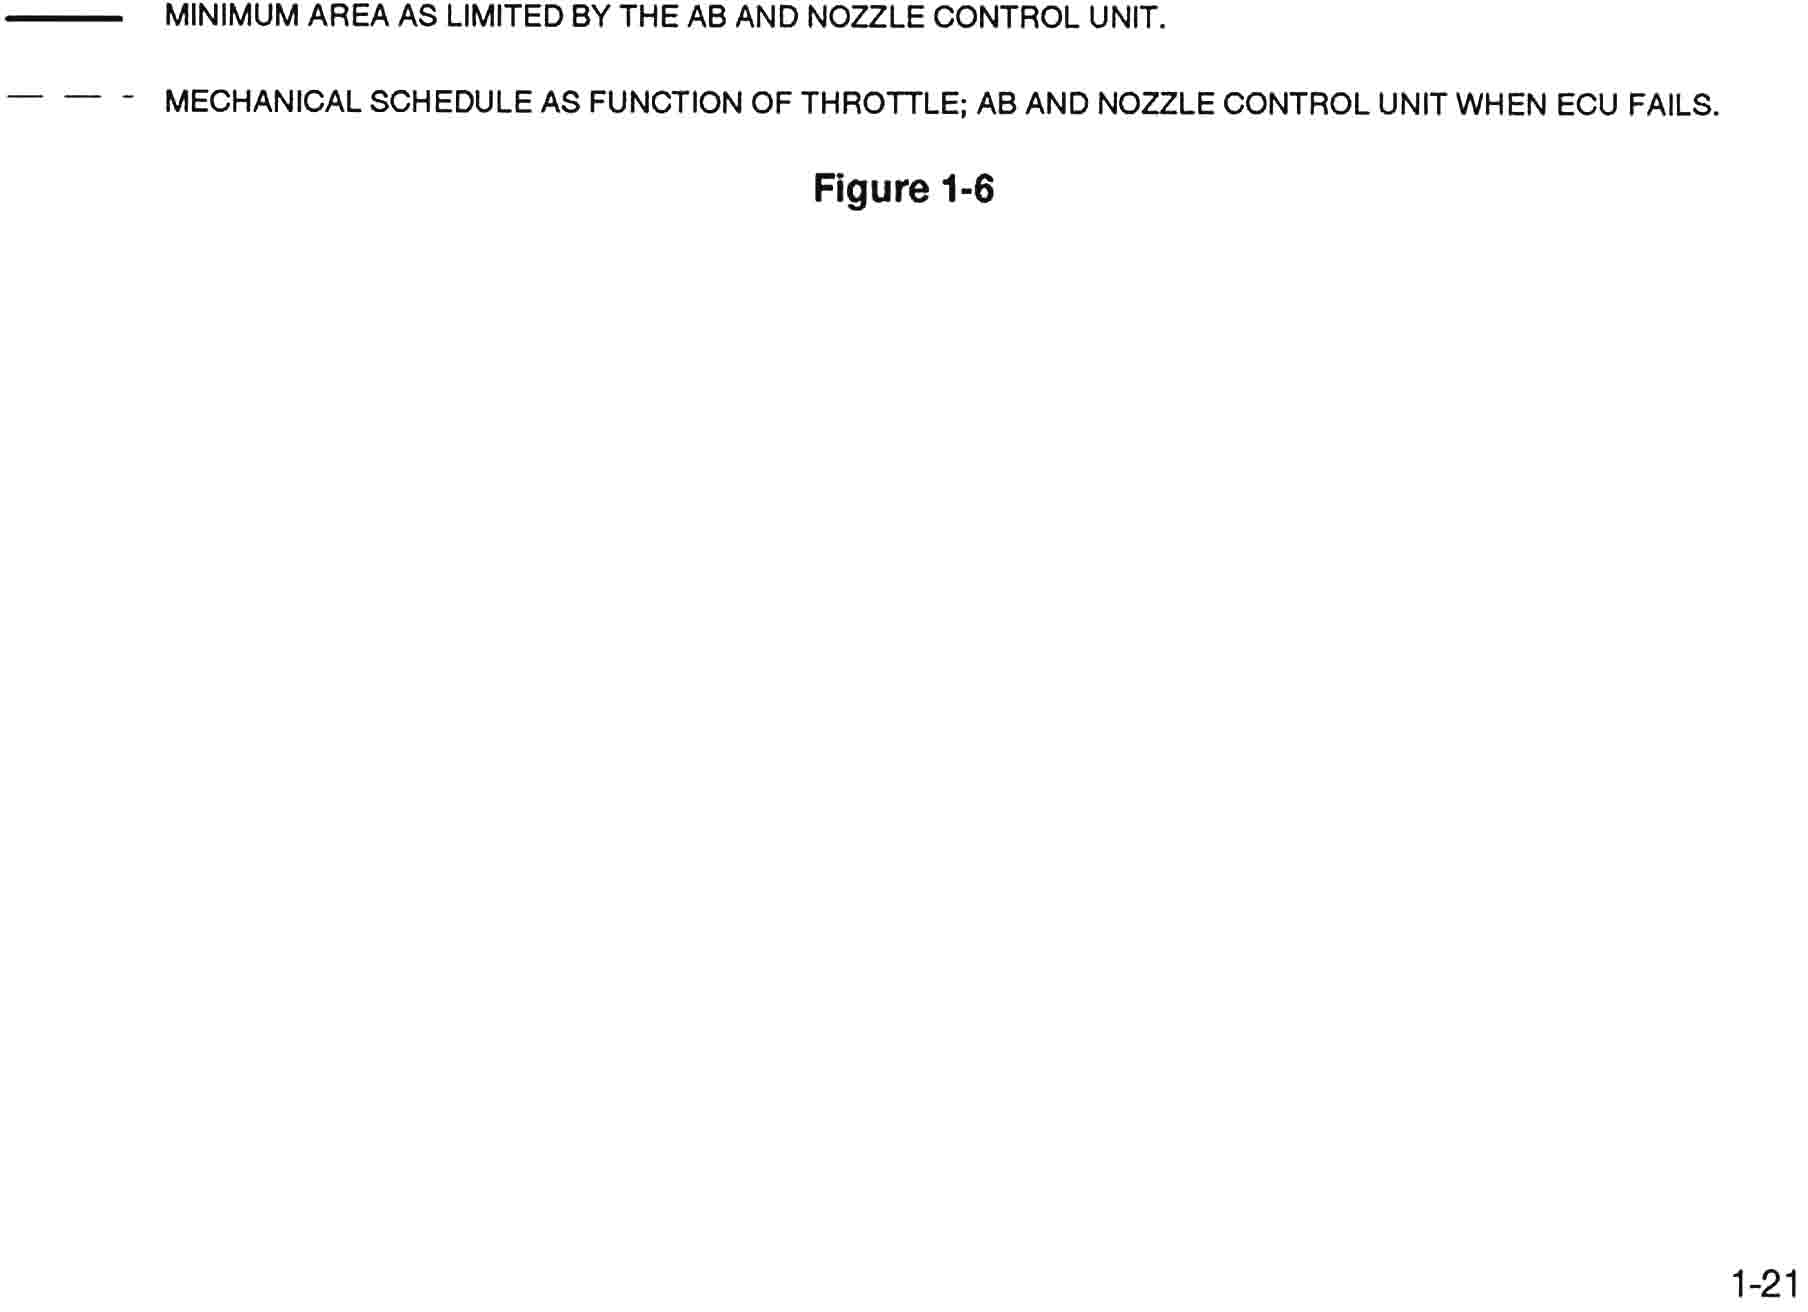 MINIMUM AREA AS LIMITED BY THE AB AND NOZZLE CONTROL UNIT.
MECHANICAL SCHEDULE AS FUNCTION OF THROTTLE; AB AND NOZZLE CONTROL UNIT WHEN ECU FAILS.
Figure 1-6
1-21